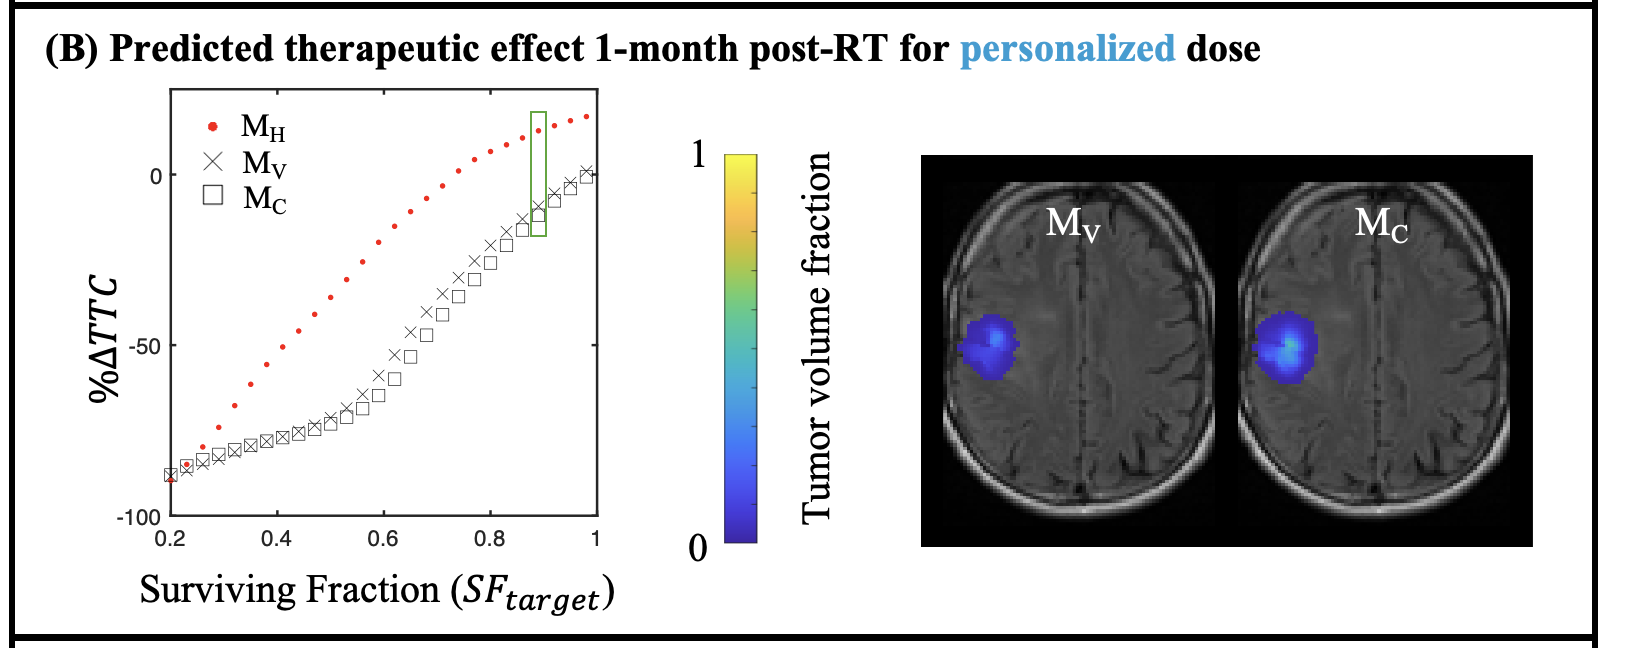 (B) Predicted therapeutic effect 1-month post-RT for personalized dose
M_H
M_V
M_C
0
-50
-100
0.2 0.4 0.6 0.8 1
%ΔTTC
Surviving Fraction (SF_target)
1
0
Tumor volume fraction
M_V
M_C